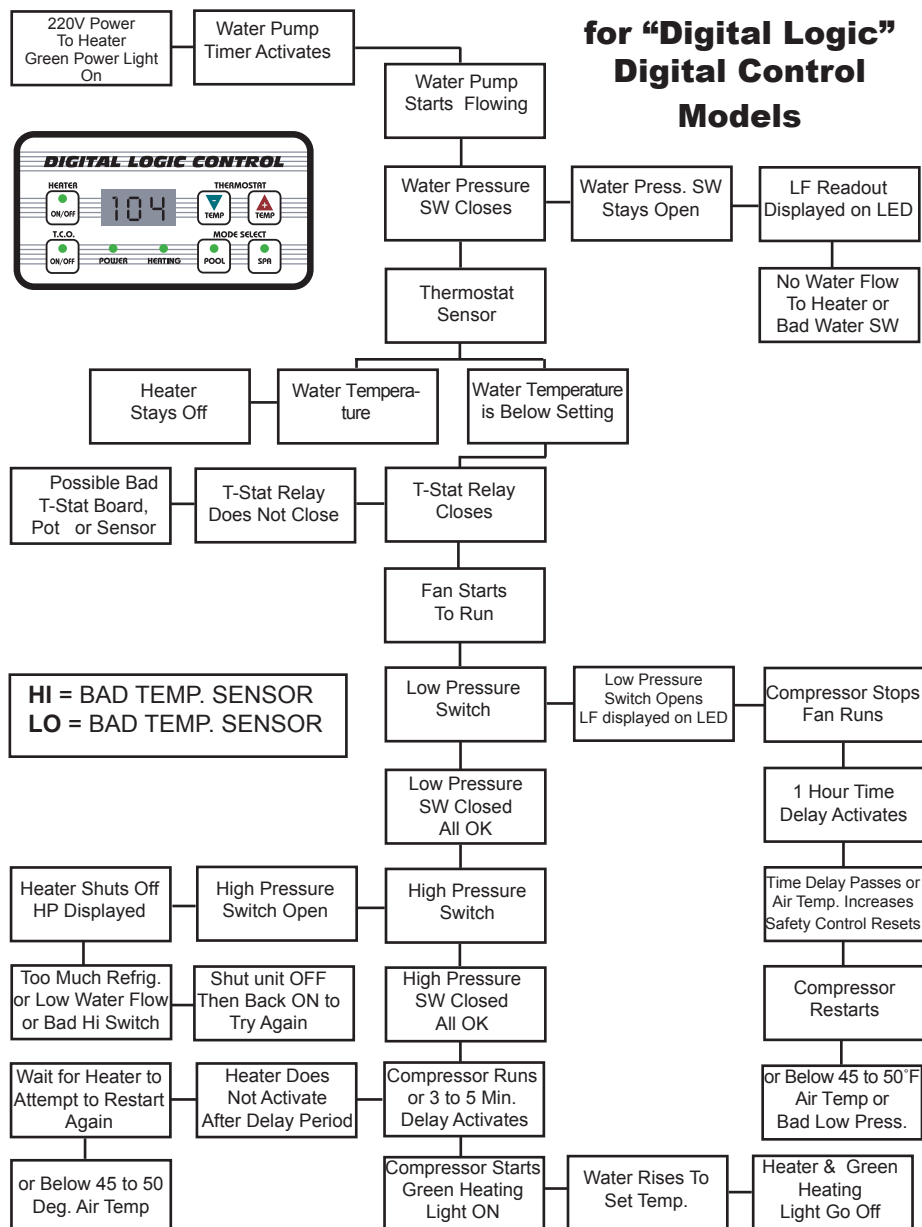 for “Digital Logic”
Digital Control
Models
220V Power
To Heater
Green Power Light
On
Water Pump
Timer Activates
Water Pump
Starts Flowing
DIGITAL LOGIC CONTROL
HEATER
ON/OFF
104
THERMOSTAT
TEMP
TEMP
T.C.O.
ON/OFF
POWER
HEATING
MODE SELECT
POOL
SPA
Water Pressure
SW Closes
Water Press. SW
Stays Open
LF Readout
Displayed on LED
No Water Flow
To Heater or
Bad Water SW
Thermostat
Sensor
Heater
Stays Off
Water Tempera-
ture
Water Temperature
is Below Setting
Possible Bad
T-Stat Board,
Pot or Sensor
T-Stat Relay
Does Not Close
T-Stat Relay
Closes
Fan Starts
To Run
HI = BAD TEMP. SENSOR
LO = BAD TEMP. SENSOR
Low Pressure
Switch
Low Pressure
Switch Opens
LF displayed on LED
Compressor Stops
Fan Runs
Low Pressure
SW Closed
All OK
1 Hour Time
Delay Activates
Heater Shuts Off
HP Displayed
High Pressure
Switch Open
High Pressure
Switch
Time Delay Passes or
Air Temp. Increases
Safety Control Resets
Too Much Refrig.
or Low Water Flow
or Bad Hi Switch
Shut unit OFF
Then Back ON to
Try Again
High Pressure
SW Closed
All OK
Compressor
Restarts
Wait for Heater to
Attempt to Restart
Again
Heater Does
Not Activate
After Delay Period
Compressor Runs
or 3 to 5 Min.
Delay Activates
or Below 45 to 50˚F
Air Temp or
Bad Low Press.
or Below 45 to 50
Deg. Air Temp
Compressor Starts
Green Heating
Light ON
Water Rises To
Set Temp.
Heater & Green
Heating
Light Go Off